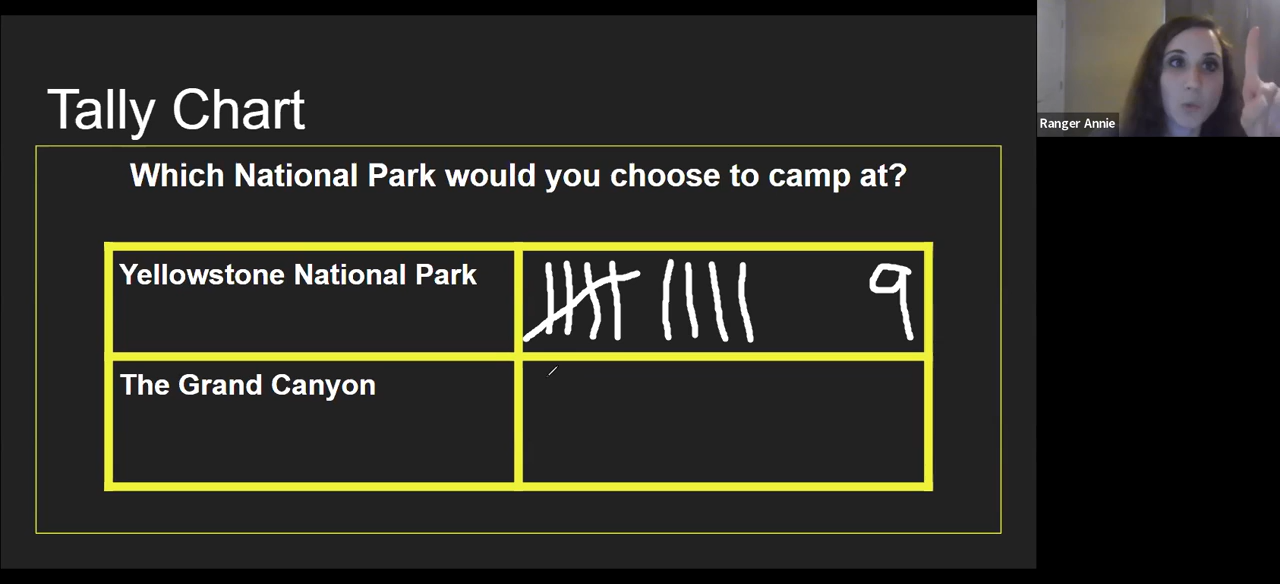 Tally Chart
Which National Park would you choose to camp at?
Yellowstone National Park
9
The Grand Canyon
Ranger Annie